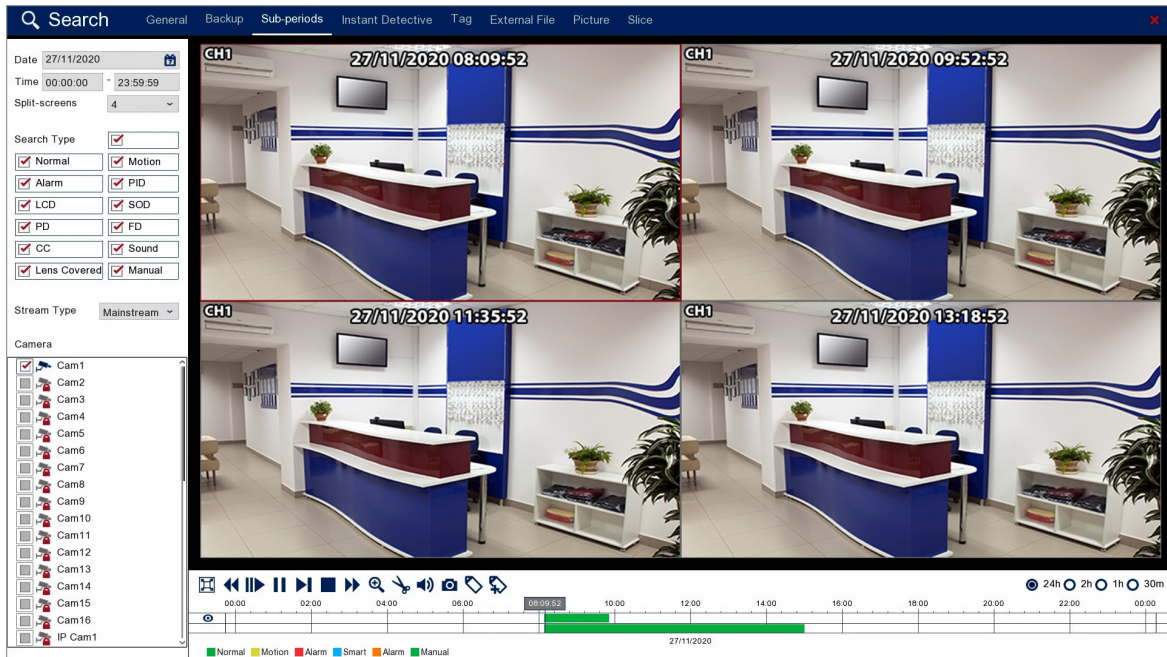 Search General Backup Sub-periods Instant Detective Tag External File Picture Slice
Date 27/11/2020
Time 00:00:00 - 23:59:59
Split-screens 4
Search Type
Normal Motion
Alarm PID
LCD SOD
PD FD
CC Sound
Lens Covered Manual
Stream Type Mainstream
Camera
Cam1
Cam2
Cam3
Cam4
Cam5
Cam6
Cam7
Cam8
Cam9
Cam10
Cam11
Cam12
Cam13
Cam14
Cam15
Cam16
IP Cam1
CH1 27/11/2020 08:09:52
CH1 27/11/2020 09:52:52
CH1 27/11/2020 11:35:52
CH1 27/11/2020 13:18:52
24h 2h 1h 30m
00:00 02:00 04:00 06:00 08:09:52 10:00 12:00 14:00 16:00 18:00 20:00 22:00 00:00
27/11/2020
Normal Motion Alarm Smart Alarm Manual